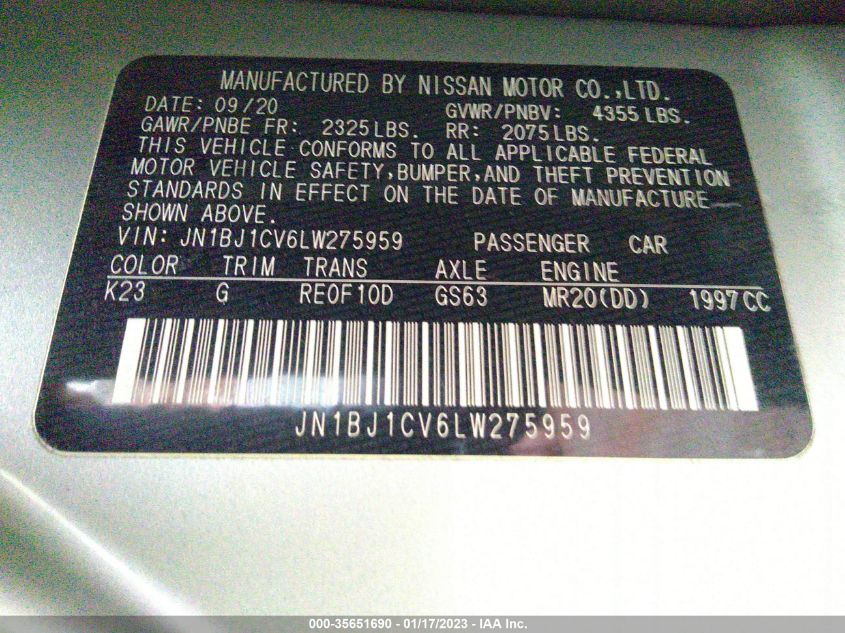 MANUFACTURED BY NISSAN MOTOR CO.,LTD.
DATE: 09/20 GVWR/PNBV: 4355 LBS.
GAWR/PNBE FR: 2325 LBS. RR: 2075 LBS.
THIS VEHICLE CONFORMS TO ALL APPLICABLE FEDERAL
MOTOR VEHICLE SAFETY,BUMPER,AND THEFT PREVENTION
STANDARDS IN EFFECT ON THE DATE OF MANUFACTURE
SHOWN ABOVE.
VIN: JN1BJ1CV6LW275959 PASSENGER CAR
COLOR TRIM TRANS AXLE ENGINE
K23 G RE0F10D GS63 MR20(DD) 1997CC
JN1BJ1CV6LW275959
000-35651690 - 01/17/2023 - IAA Inc.